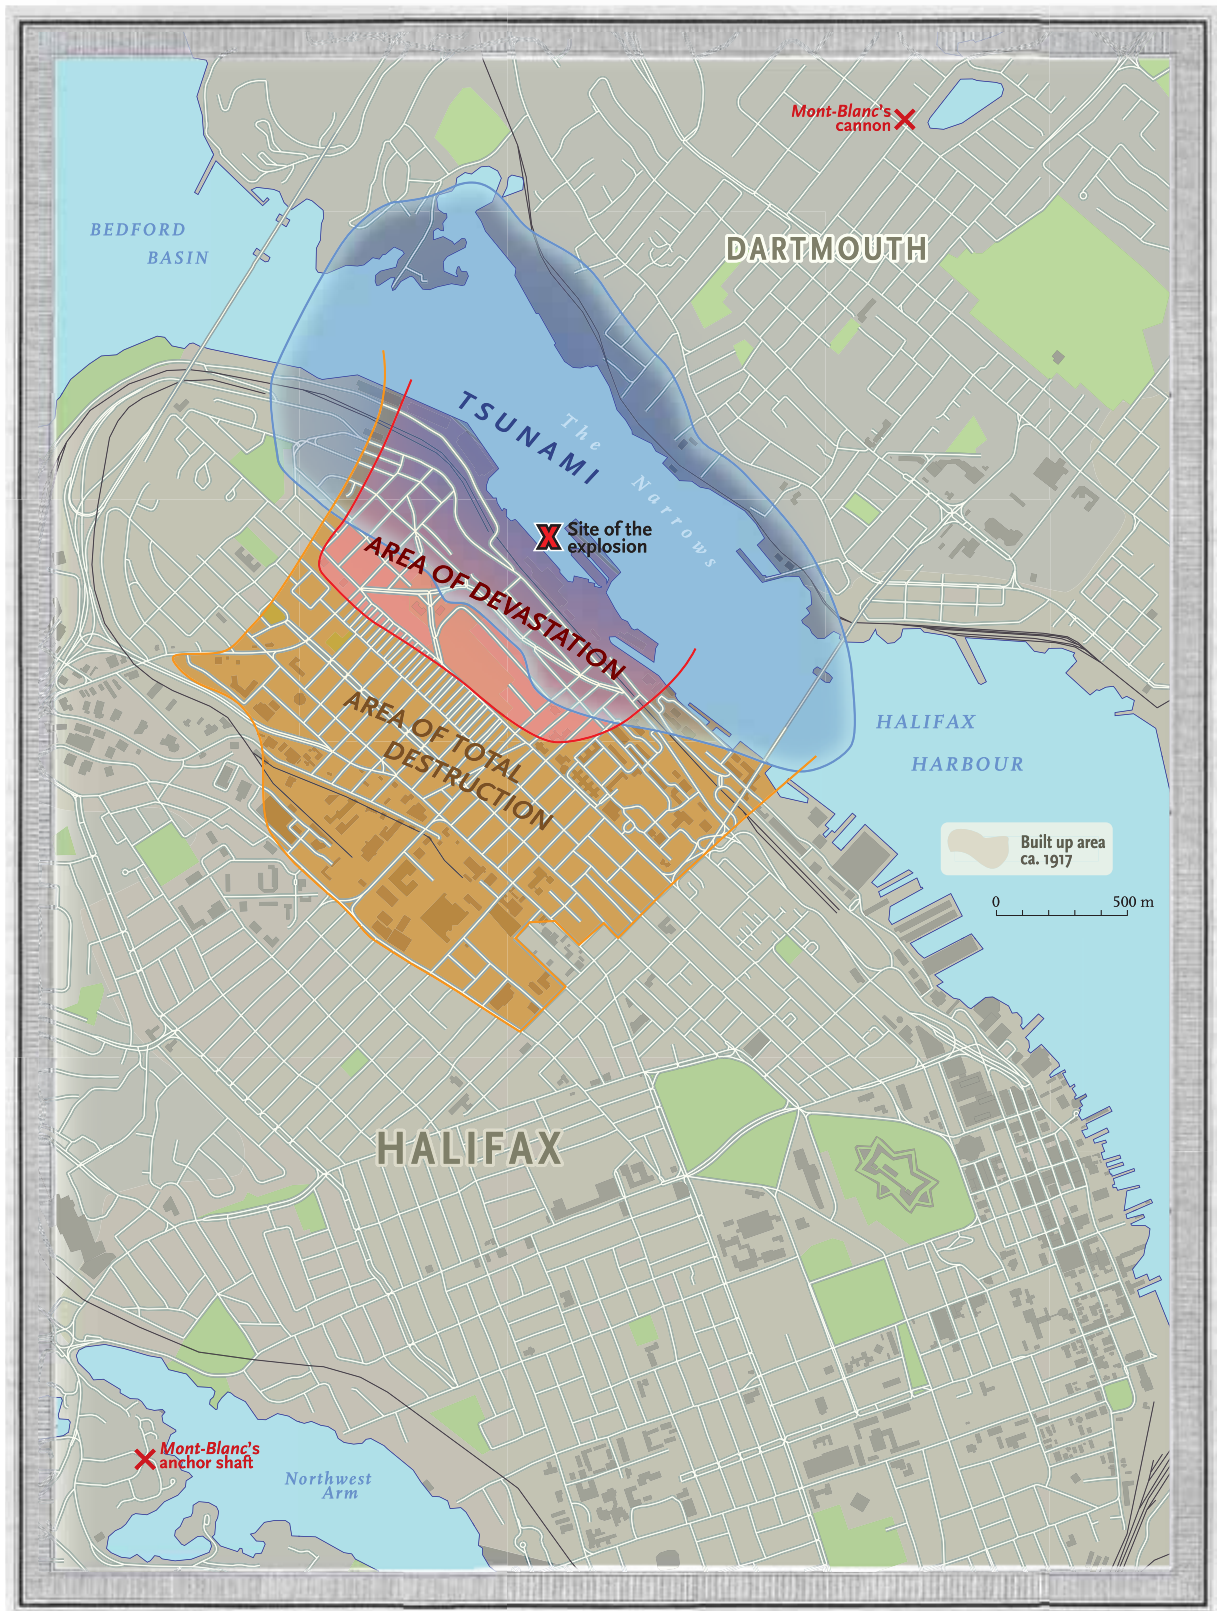 Mont-Blanc's
cannon
BEDFORD
BASIN
DARTMOUTH
TSUNAMI
The
Narrows
X
Site of the
explosion
AREA OF DEVASTATION
AREA OF TOTAL
DESTRUCTION
HALIFAX
HARBOUR
Built up area
ca. 1917
0
500 m
HALIFAX
Mont-Blanc's
anchor shaft
Northwest
Arm